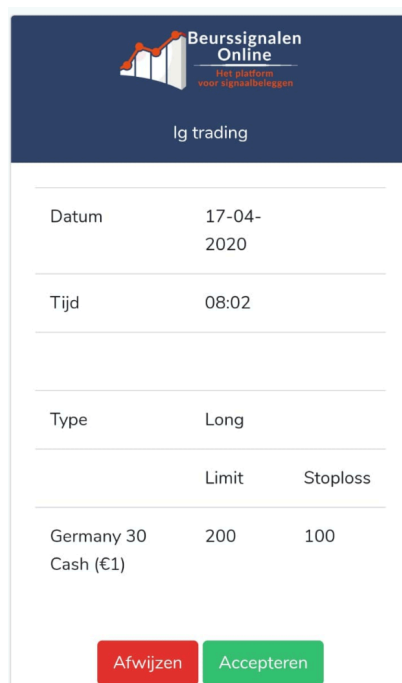 Beurssignalen
Online
Het platform
voor signaalbeleggen
Ig trading
Datum 17-04-
2020
Tijd 08:02
Type Long
Limit Stoploss
Germany 30 200 100
Cash (€1)
Afwijzen Accepteren